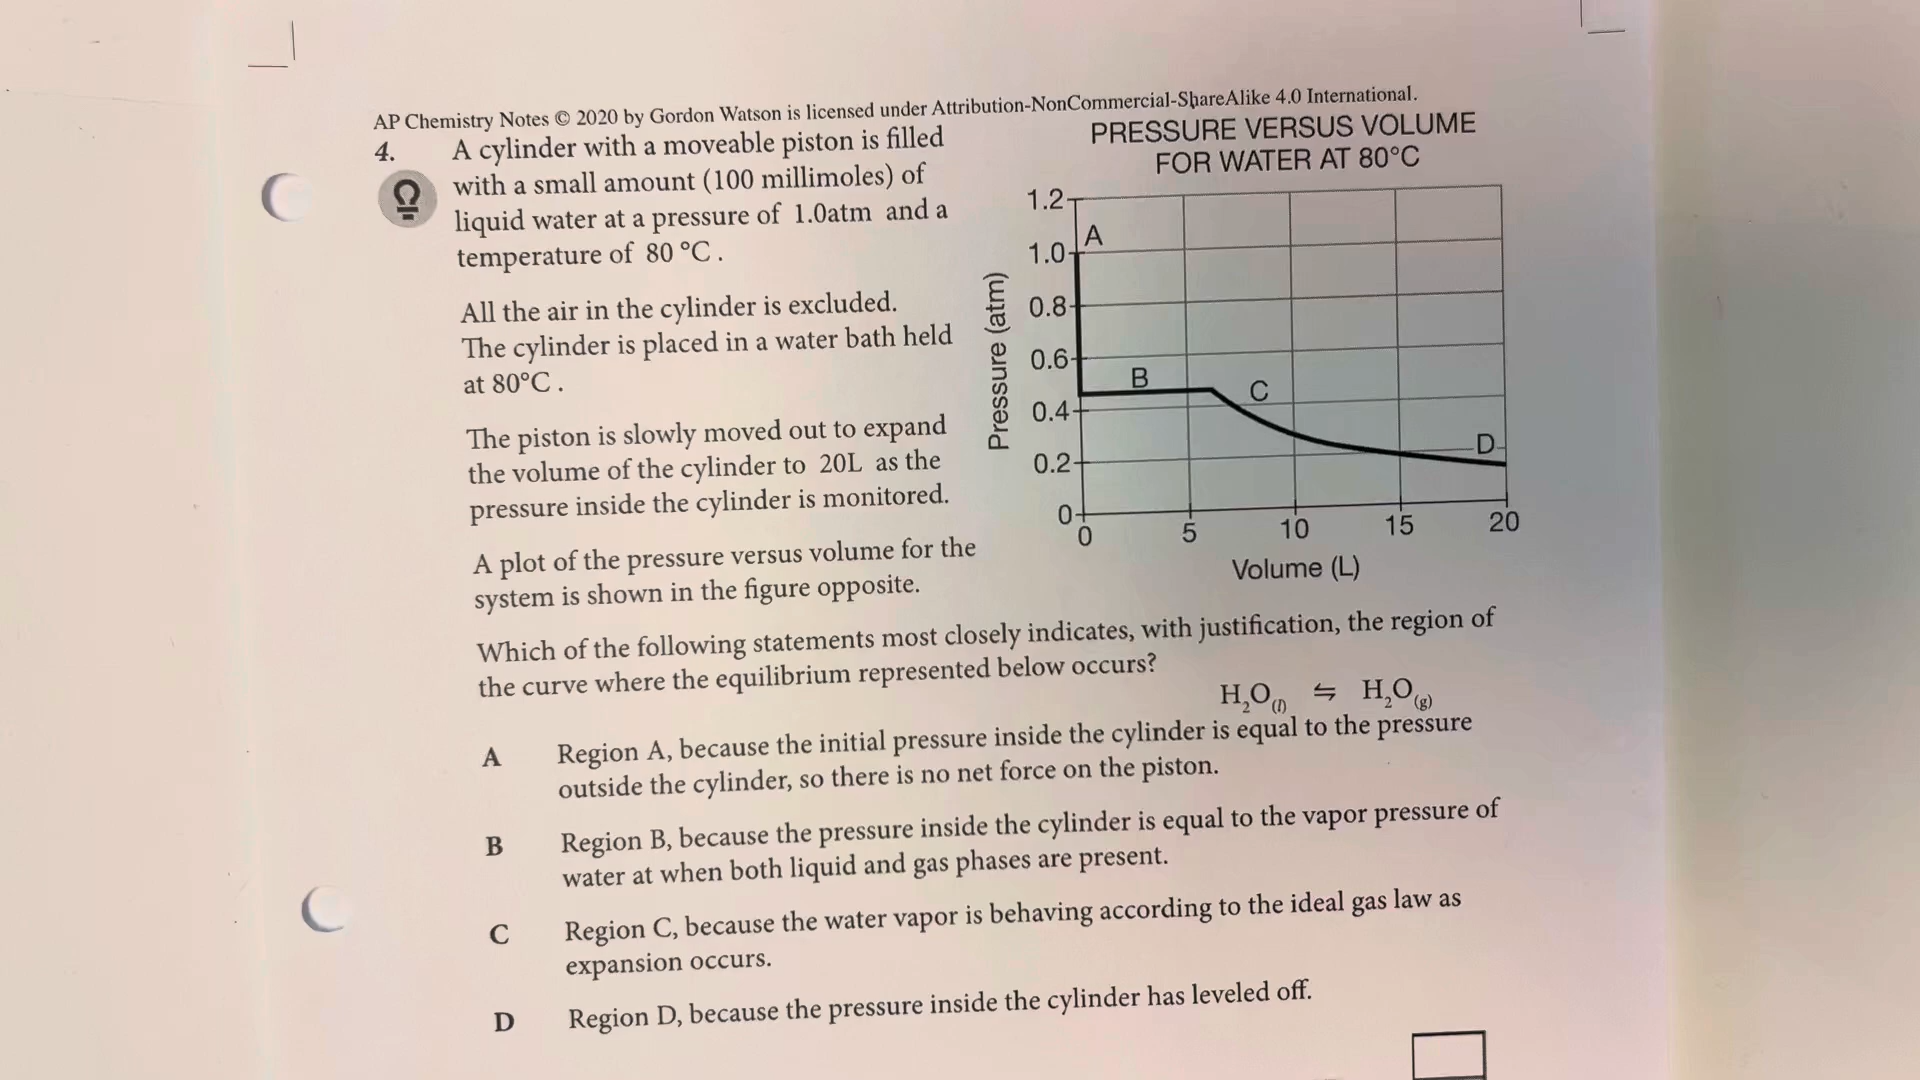 AP Chemistry Notes © 2020 by Gordon Watson is licensed under Attribution-NonCommercial-ShareAlike 4.0 International.
4. A cylinder with a moveable piston is filled
with a small amount (100 millimoles) of
liquid water at a pressure of 1.0atm and a
temperature of 80 °C .
All the air in the cylinder is excluded.
The cylinder is placed in a water bath held
at 80°C .
The piston is slowly moved out to expand
the volume of the cylinder to 20L as the
pressure inside the cylinder is monitored.
A plot of the pressure versus volume for the
system is shown in the figure opposite.
PRESSURE VERSUS VOLUME
FOR WATER AT 80°C
Pressure (atm)
1.2
1.0
0.8
0.6
0.4
0.2
0
A
B
C
D
0 5 10 15 20
Volume (L)
Which of the following statements most closely indicates, with justification, the region of
the curve where the equilibrium represented below occurs?
H₂O(l) ⇋ H₂O(g)
A Region A, because the initial pressure inside the cylinder is equal to the pressure
outside the cylinder, so there is no net force on the piston.
B Region B, because the pressure inside the cylinder is equal to the vapor pressure of
water at when both liquid and gas phases are present.
C Region C, because the water vapor is behaving according to the ideal gas law as
expansion occurs.
D Region D, because the pressure inside the cylinder has leveled off.